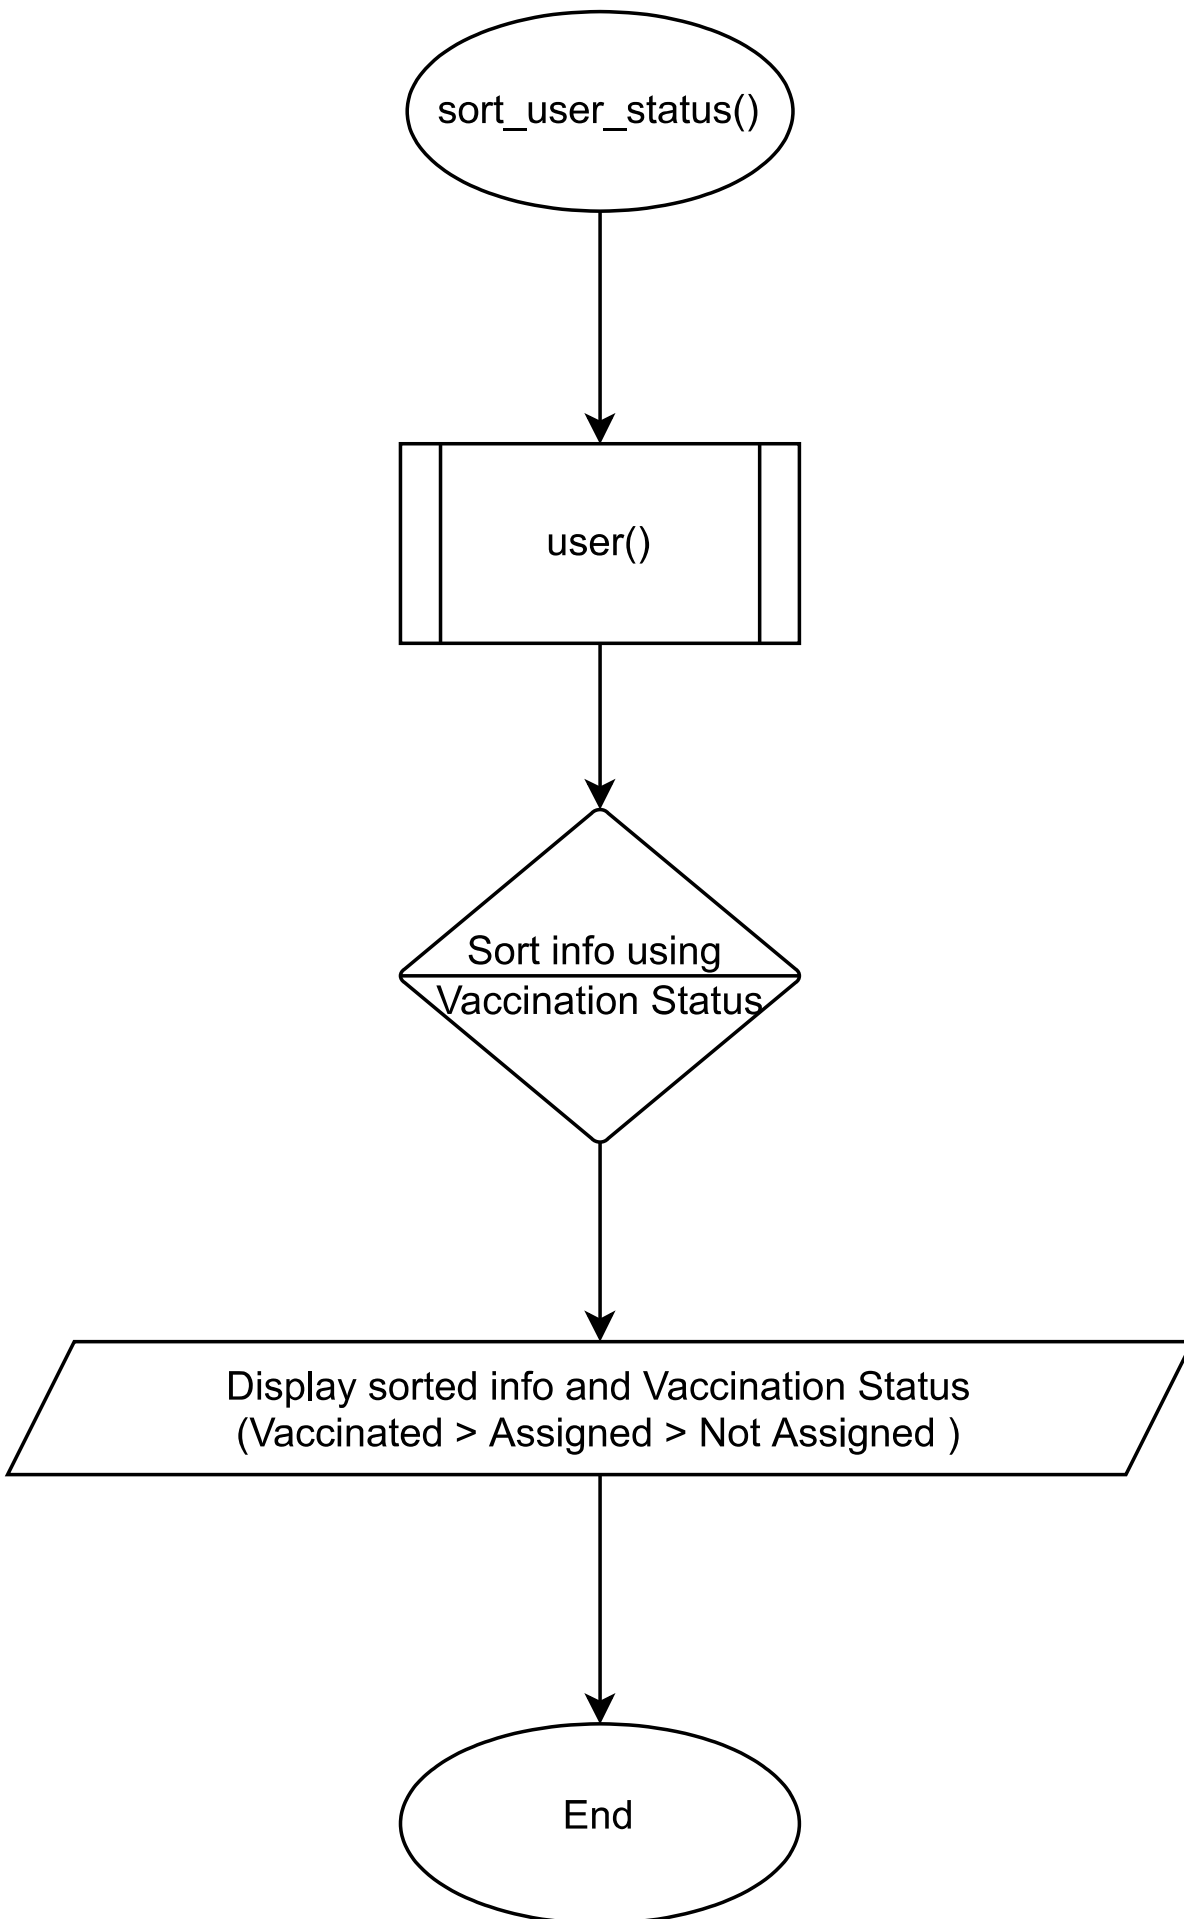 sort_user_status()
user()
Sort info using
Vaccination Status
Display sorted info and Vaccination Status
(Vaccinated > Assigned > Not Assigned )
End